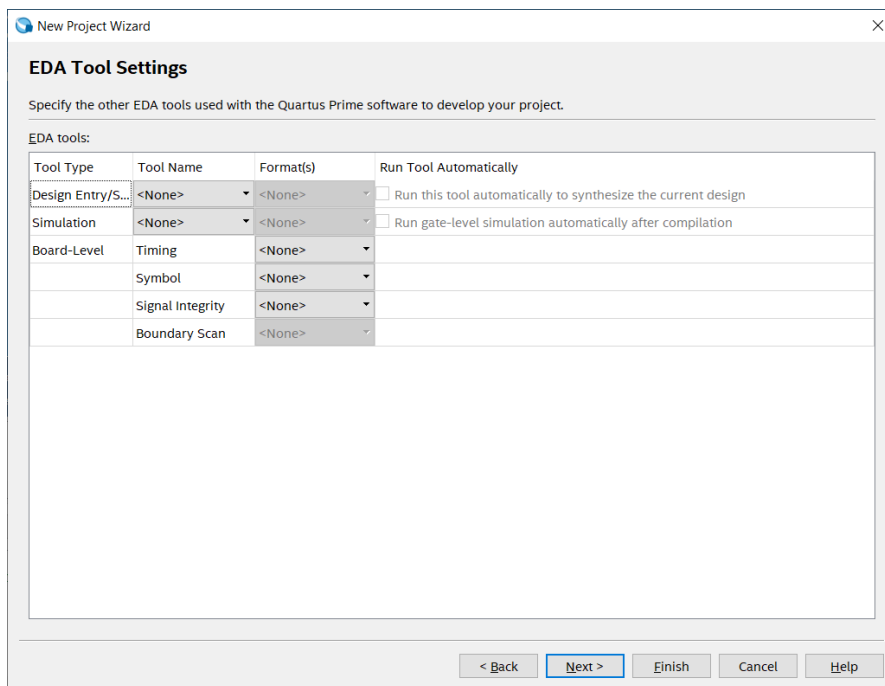 New Project Wizard
EDA Tool Settings
Specify the other EDA tools used with the Quartus Prime software to develop your project.
EDA tools:
Tool Type Tool Name Format(s) Run Tool Automatically
Design Entry/S... <None> <None> Run this tool automatically to synthesize the current design
Simulation <None> <None> Run gate-level simulation automatically after compilation
Board-Level Timing <None>
Symbol <None>
Signal Integrity <None>
Boundary Scan <None>
< Back Next > Finish Cancel Help